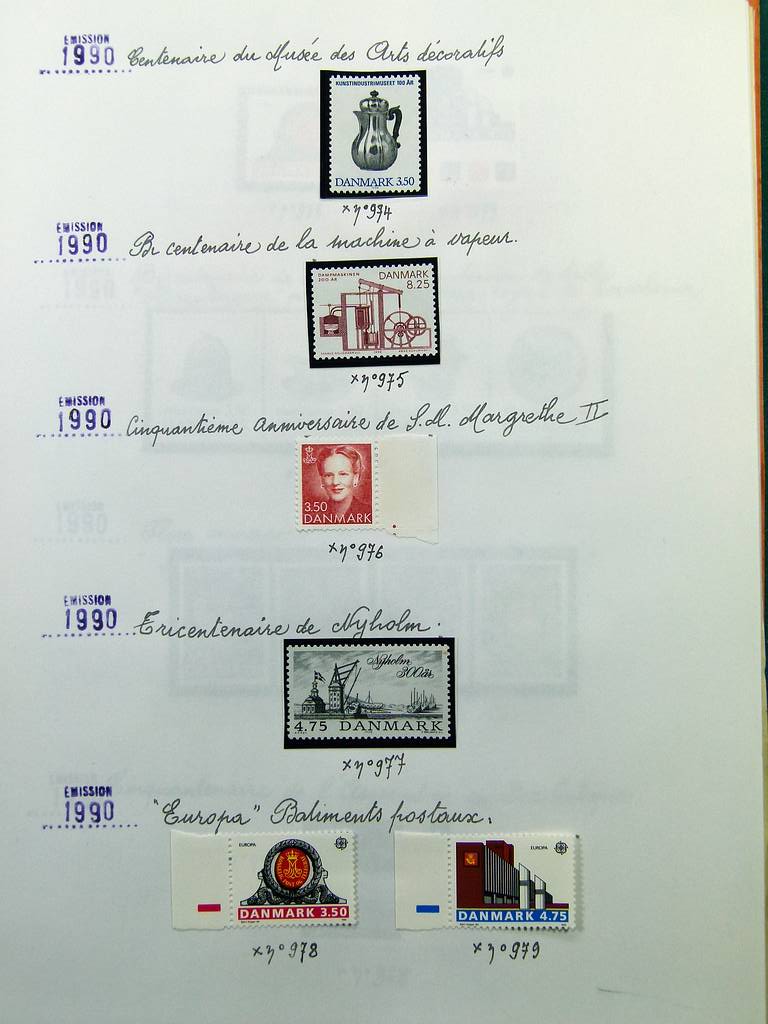 EMISSION
1990 Centenaire du Musée des Arts décoratifs
KUNSTINDUSTRIMUSEET 100 ÅR
DANMARK 3.50
x n° 974
EMISSION
1990 Bi centenaire de la machine à vapeur.
DAMPMASKINEN
200 ÅR
DANMARK
8.25
x n° 975
EMISSION
1990 Cinquantième anniversaire de S.M. Margrethe II
3.50
DANMARK
x n° 976
EMISSION
1990 Tricentenaire de Nyholm.
Nyholm
300 år
4.75 DANMARK
x n° 977
EMISSION
1990 "Europa" Batiments postaux.
EUROPA
DANMARK 3.50
EUROPA
DANMARK 4.75
x n° 978
x n° 979